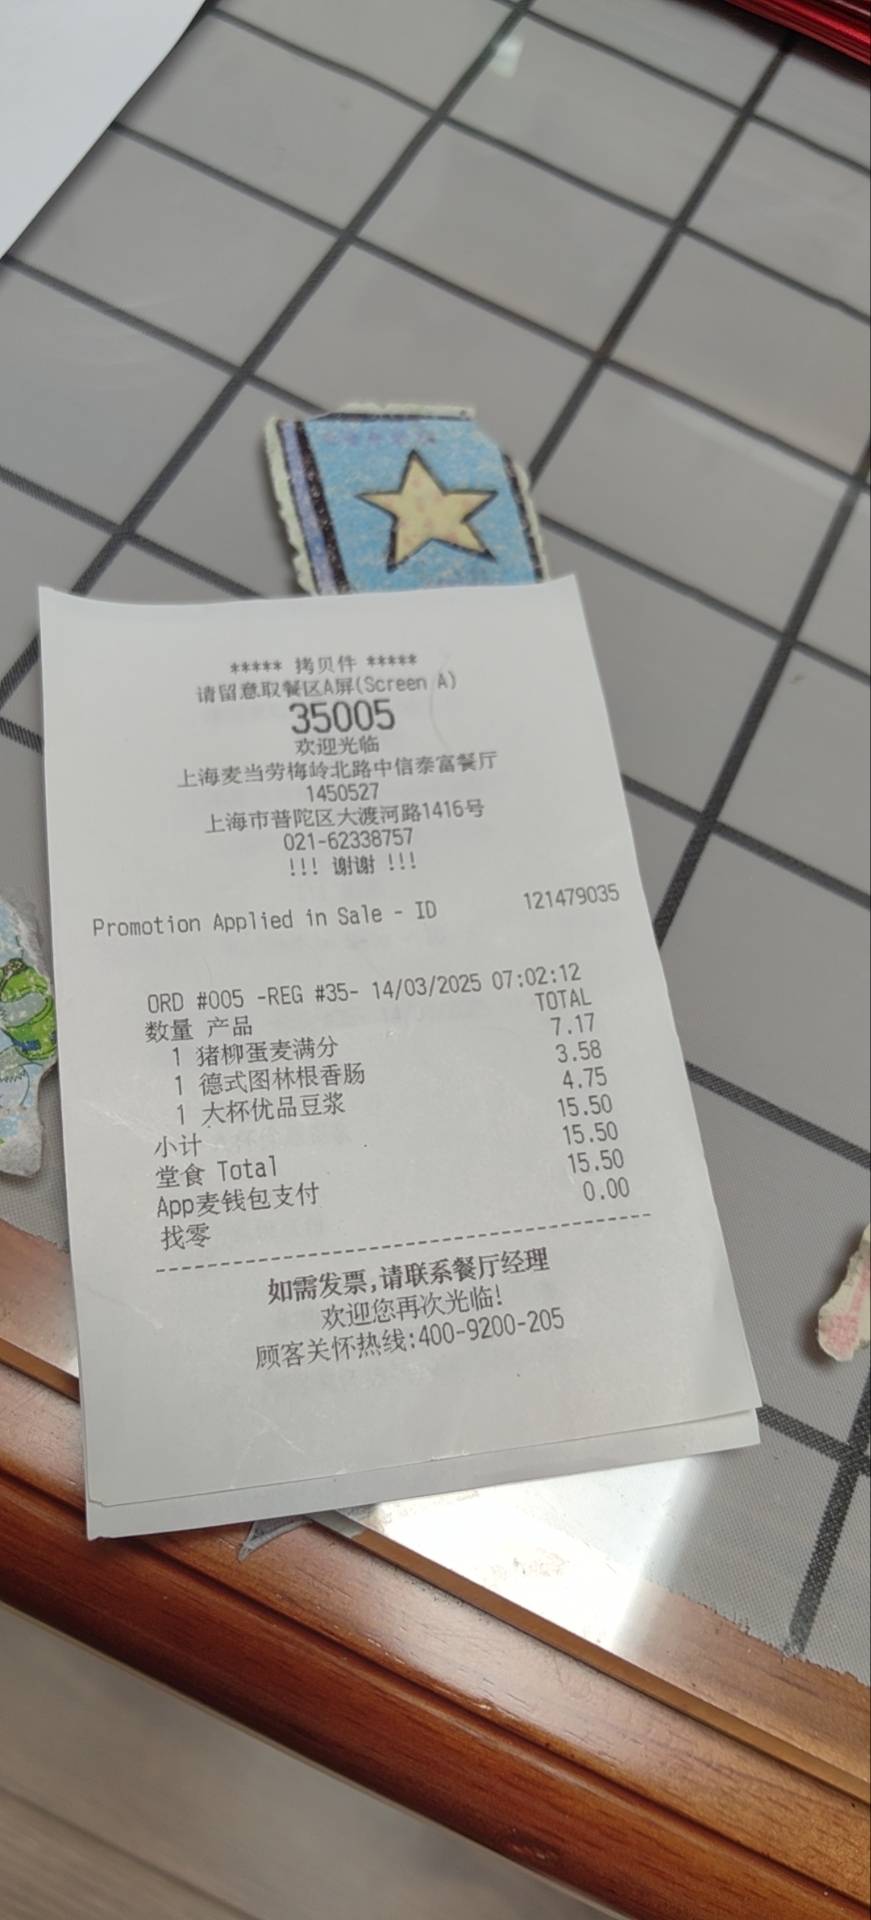 ***** 拷贝件 *****
请留意取餐区A屏(Screen A)
35005
欢迎光临
上海麦当劳梅岭北路中信泰富餐厅
1450527
上海市普陀区大渡河路1416号
021-62338757
!!! 谢谢 !!!
Promotion Applied in Sale - ID 121479035
ORD #005 -REG #35- 14/03/2025 07:02:12
数量 产品 TOTAL
1 猪柳蛋麦满分 7.17
1 德式图林根香肠 3.58
1 大杯优品豆浆 4.75
小计 15.50
堂食 Total 15.50
App麦钱包支付 15.50
找零 0.00
如需发票,请联系餐厅经理
欢迎您再次光临!
顾客关怀热线:400-9200-205